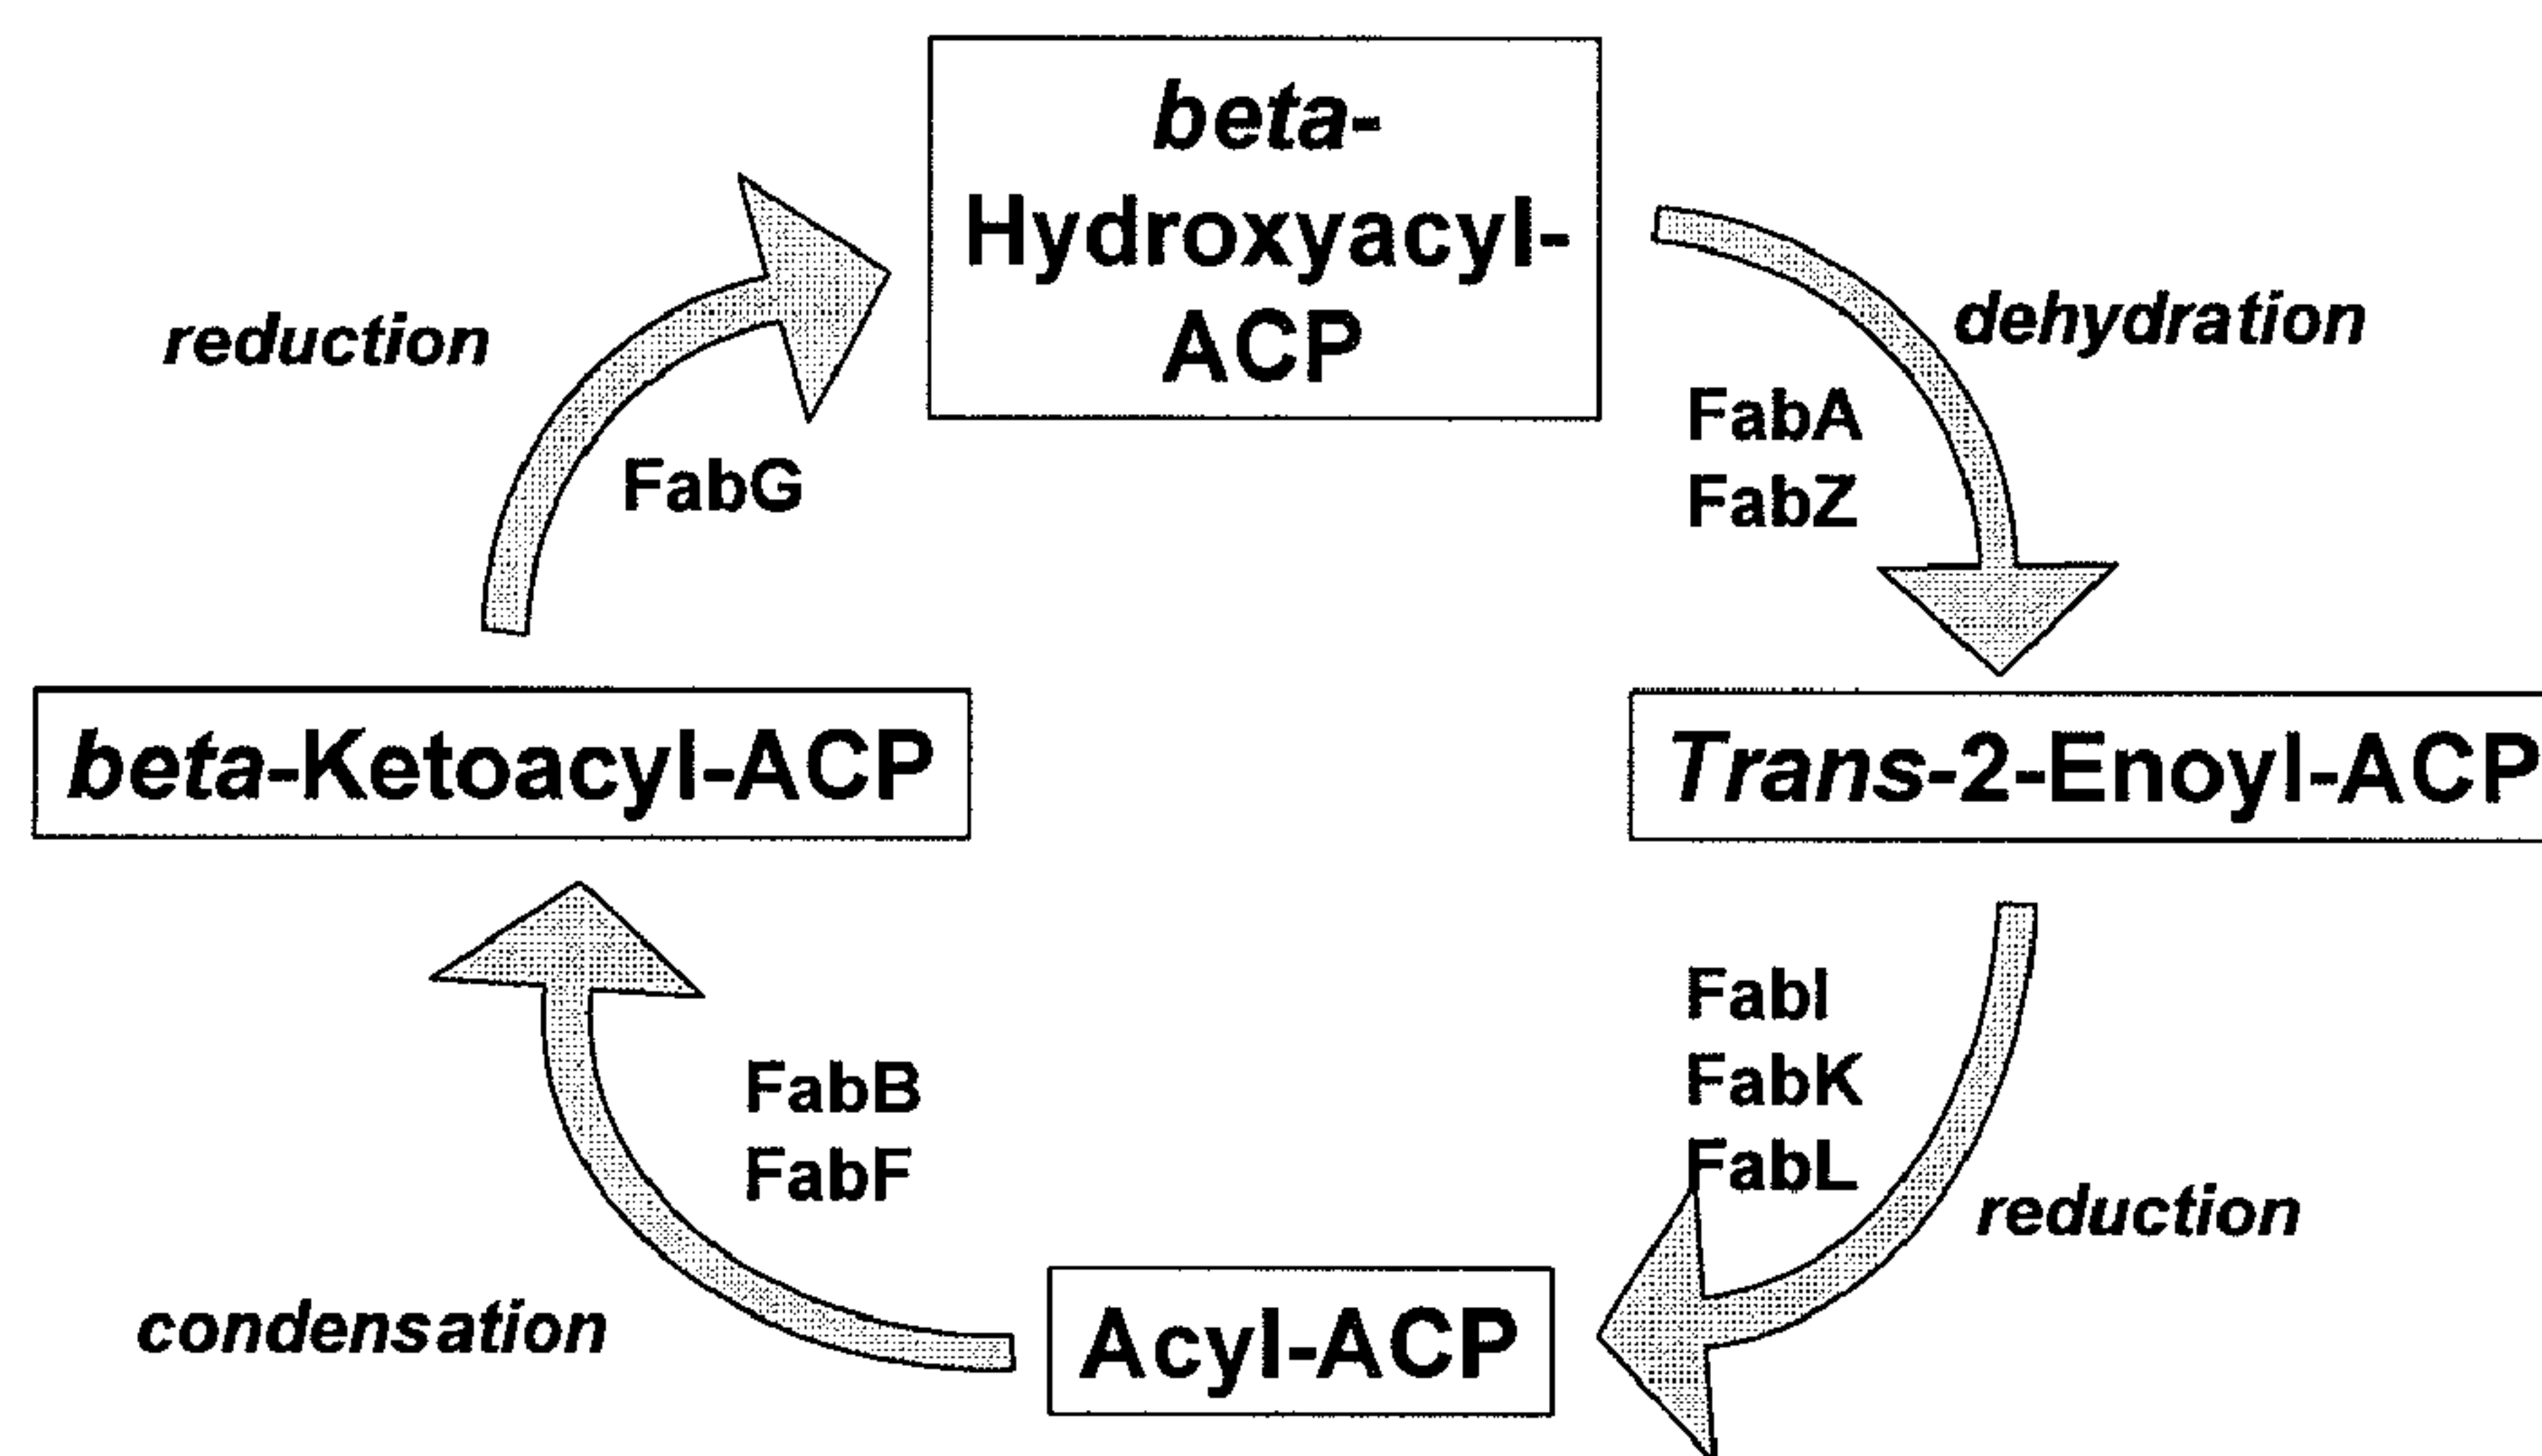 beta-
Hydroxyacyl-
ACP
reduction
dehydration
FabA
FabZ
FabG
beta-Ketoacyl-ACP
Trans-2-Enoyl-ACP
FabI
FabK
FabL
FabB
FabF
reduction
condensation
Acyl-ACP